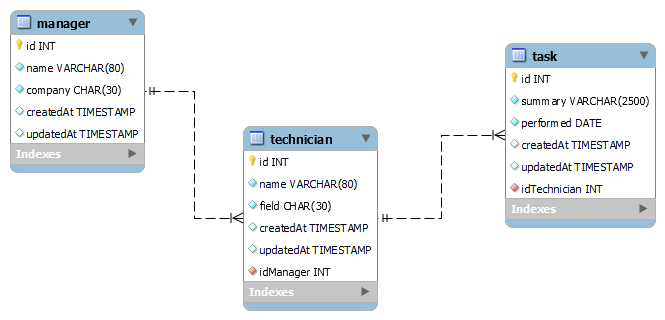 manager
id INT
name VARCHAR(80)
company CHAR(30)
createdAt TIMESTAMP
updatedAt TIMESTAMP
Indexes
technician
id INT
name VARCHAR(80)
field CHAR(30)
createdAt TIMESTAMP
updatedAt TIMESTAMP
idManager INT
Indexes
task
id INT
summary VARCHAR(2500)
performed DATE
createdAt TIMESTAMP
updatedAt TIMESTAMP
idTechnician INT
Indexes